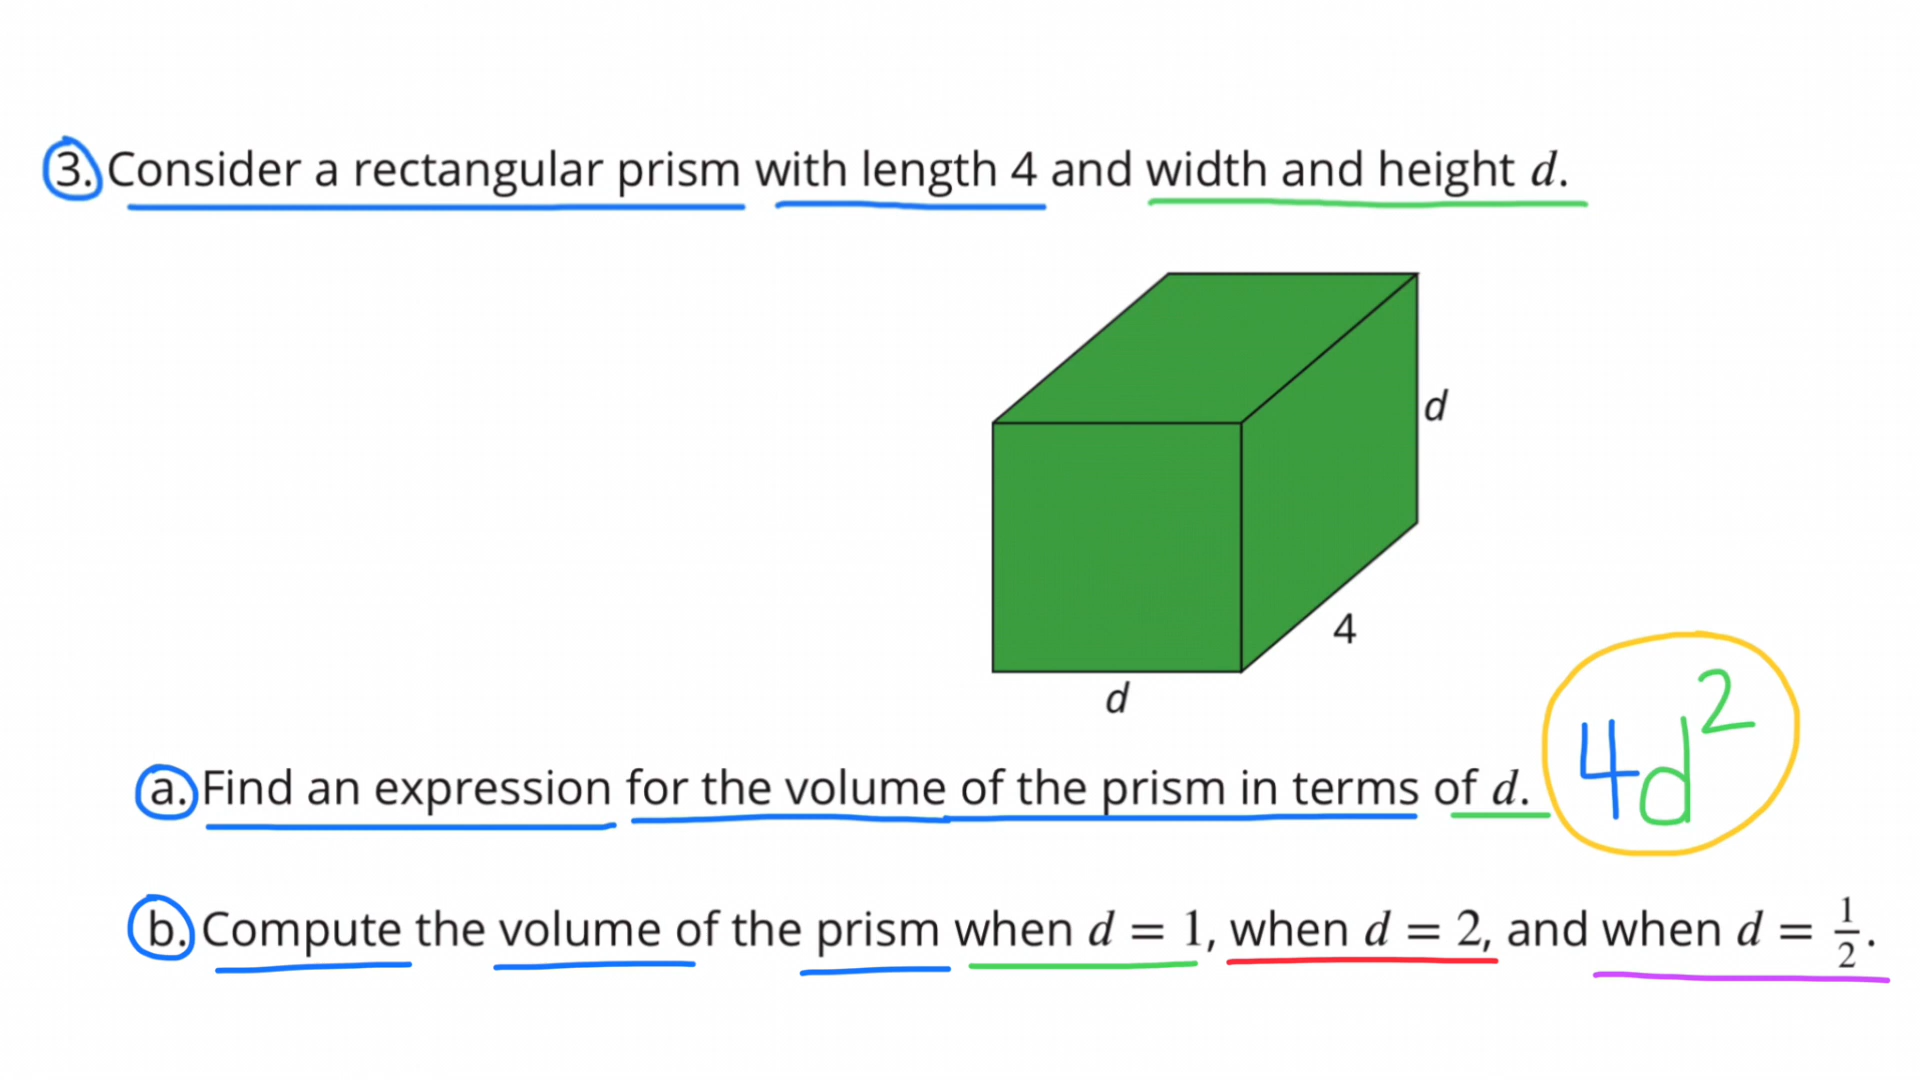 3. Consider a rectangular prism with length 4 and width and height d.
d
4
d
a. Find an expression for the volume of the prism in terms of d. 4d²
b. Compute the volume of the prism when d = 1, when d = 2, and when d = 1/2.